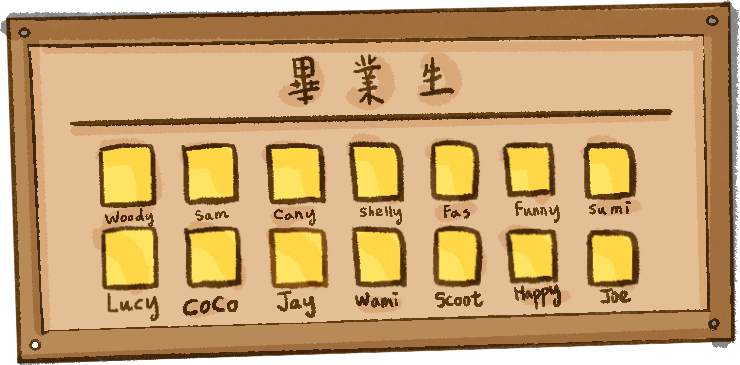 畢業生
Woody Sam Cany Shelly Fas Funny Sumi
Lucy COCO Jay Wami Scoot Happy Joe